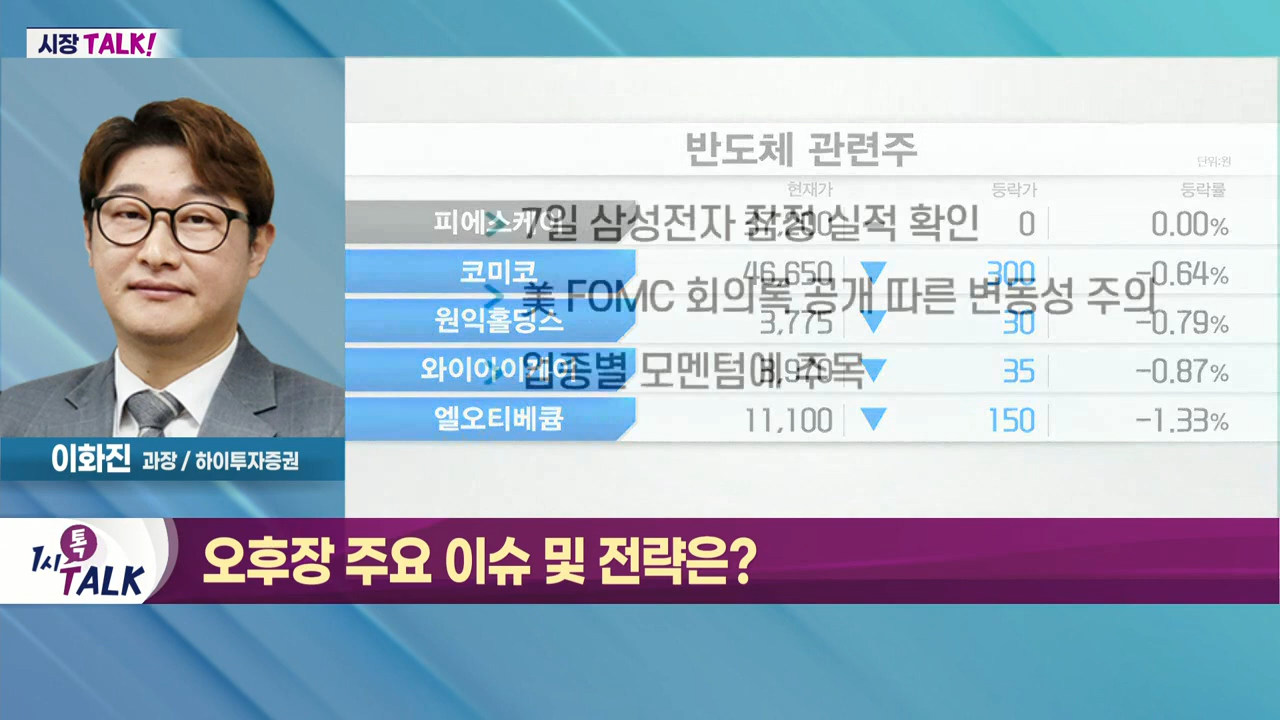 시장 TALK!
반도체 관련주
단위:원
현재가 등락가 등락률
피에스케이 0 0.00%
7일 삼성전자 잠정 실적 확인
코미코 46,650 ▼ 300 -0.64%
美 FOMC 회의록 공개 따른 변동성 주의
원익홀딩스 3,775 ▼ 30 -0.79%
와이아이케이 ▼ 35 -0.87%
업종별 모멘텀에 주목
엘오티베큠 11,100 ▼ 150 -1.33%
이화진 과장 / 하이투자증권
1시 톡 TALK
오후장 주요 이슈 및 전략은?